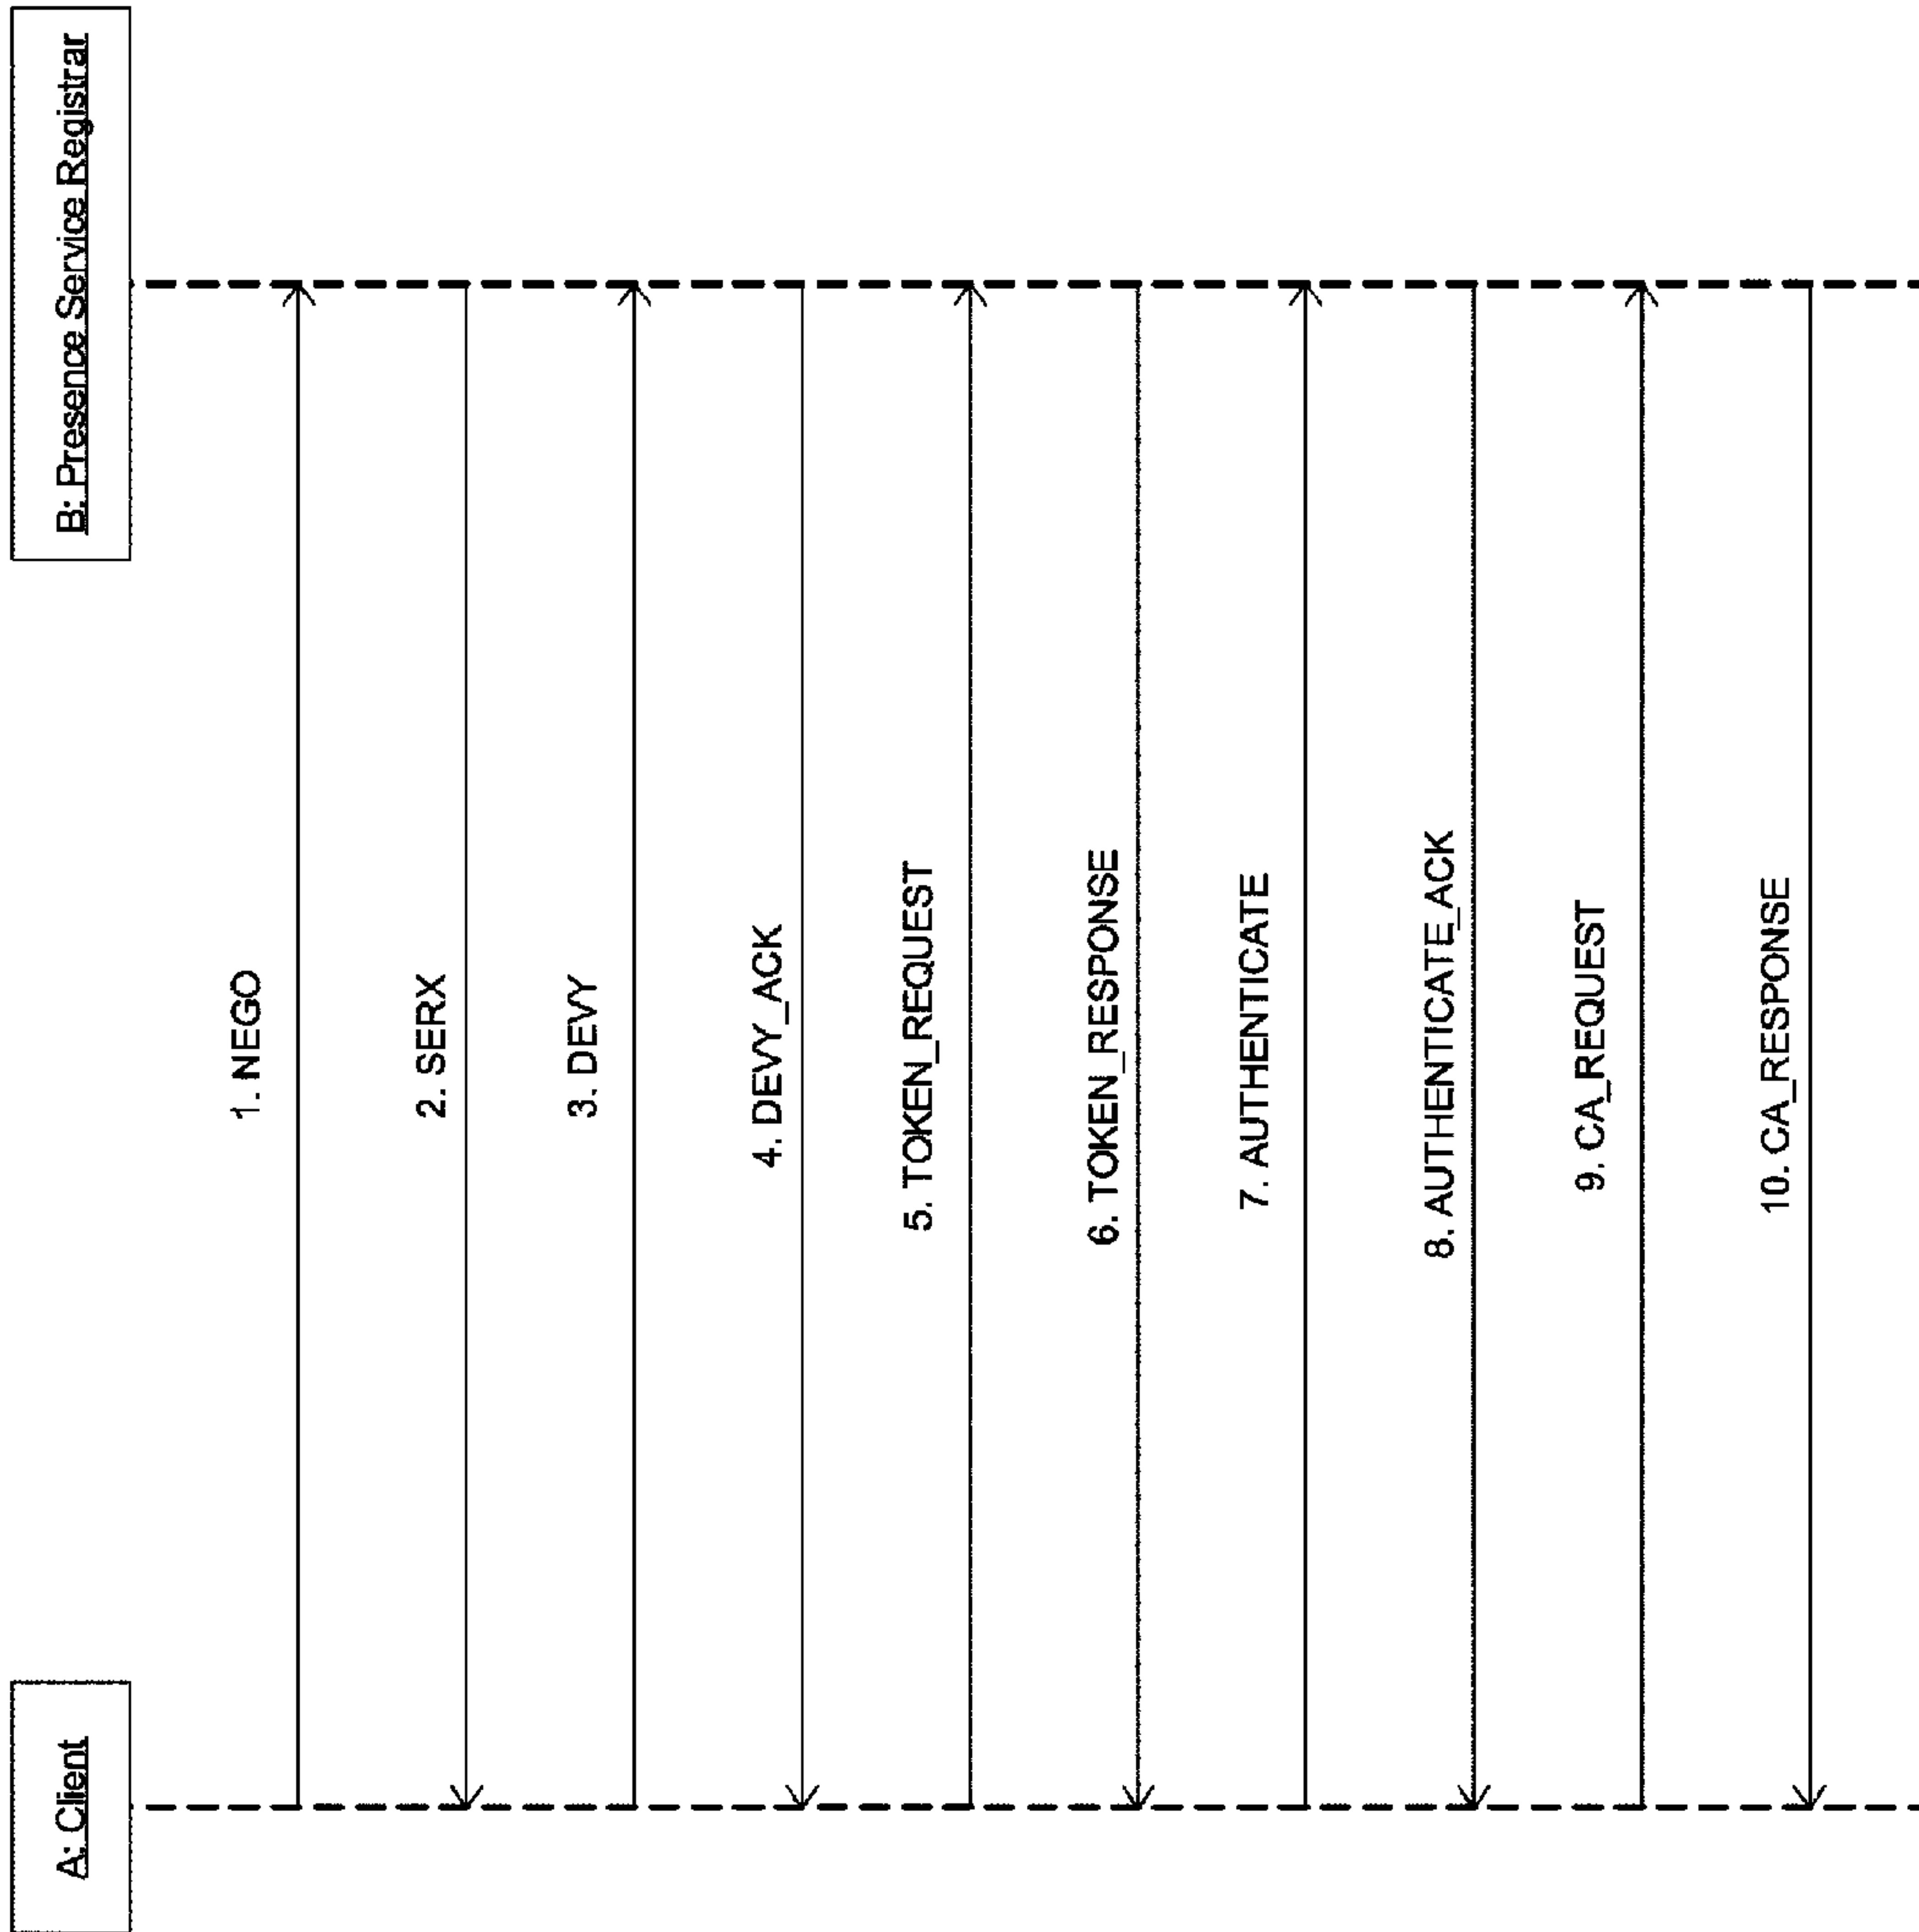 A: Client
B: Presence Service Registrar
1. NEGO
2. SERX
3. DEVY
4. DEVY_ACK
5. TOKEN_REQUEST
6. TOKEN_RESPONSE
7. AUTHENTICATE
8. AUTHENTICATE_ACK
9. CA_REQUEST
10. CA_RESPONSE